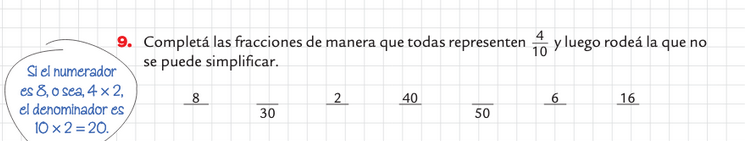 9. Completá las fracciones de manera que todas representen 4/10 y luego rodeá la que no
se puede simplificar.
Si el numerador
es 8, o sea, 4 × 2,
el denominador es
10 × 2 = 20.
8 2 40 6 16
30 50